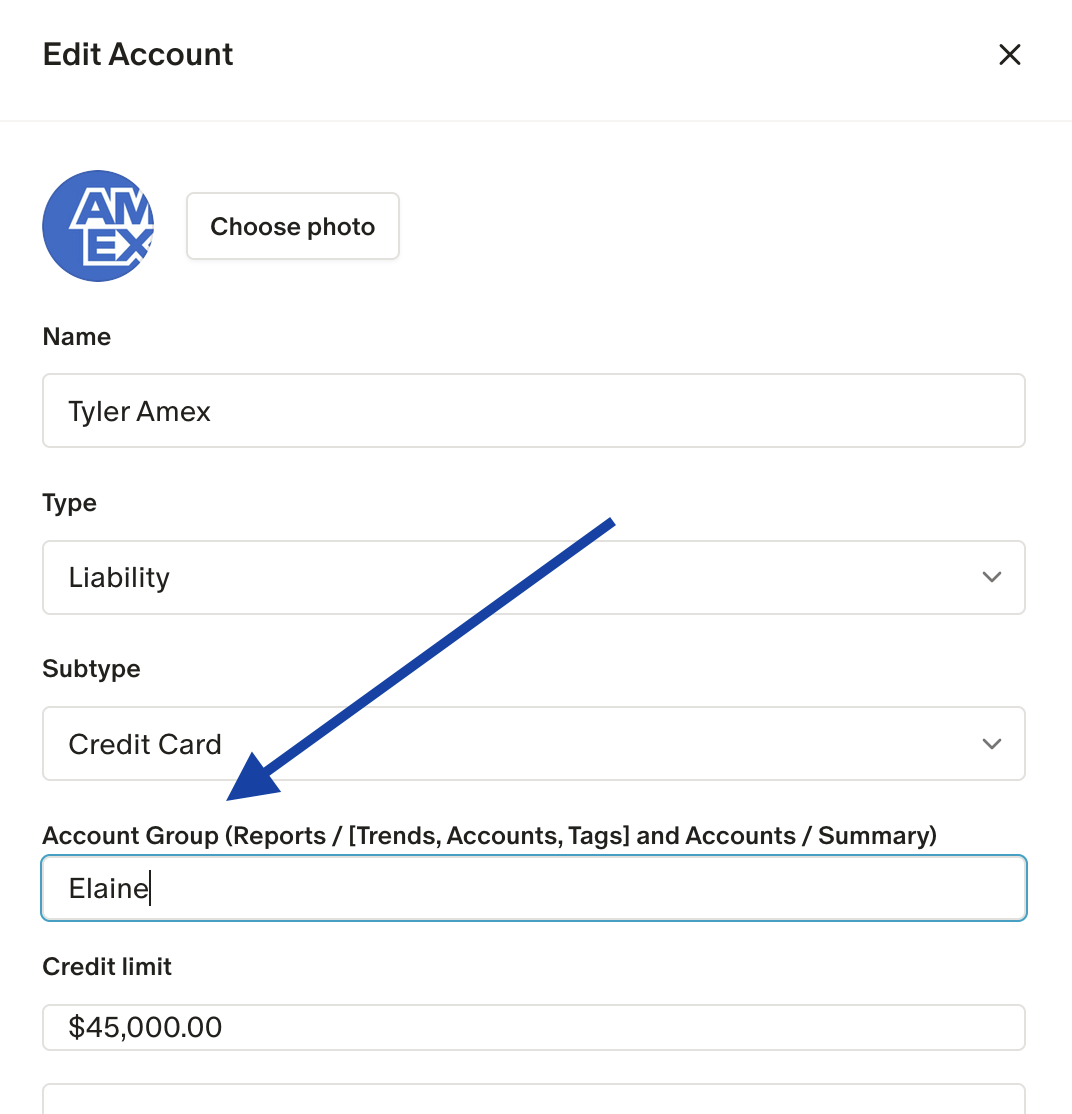 Edit Account
AM
EX
Choose photo
Name
Tyler Amex
Type
Liability
Subtype
Credit Card
Account Group (Reports / [Trends, Accounts, Tags] and Accounts / Summary)
Elaine
Credit limit
$45,000.00